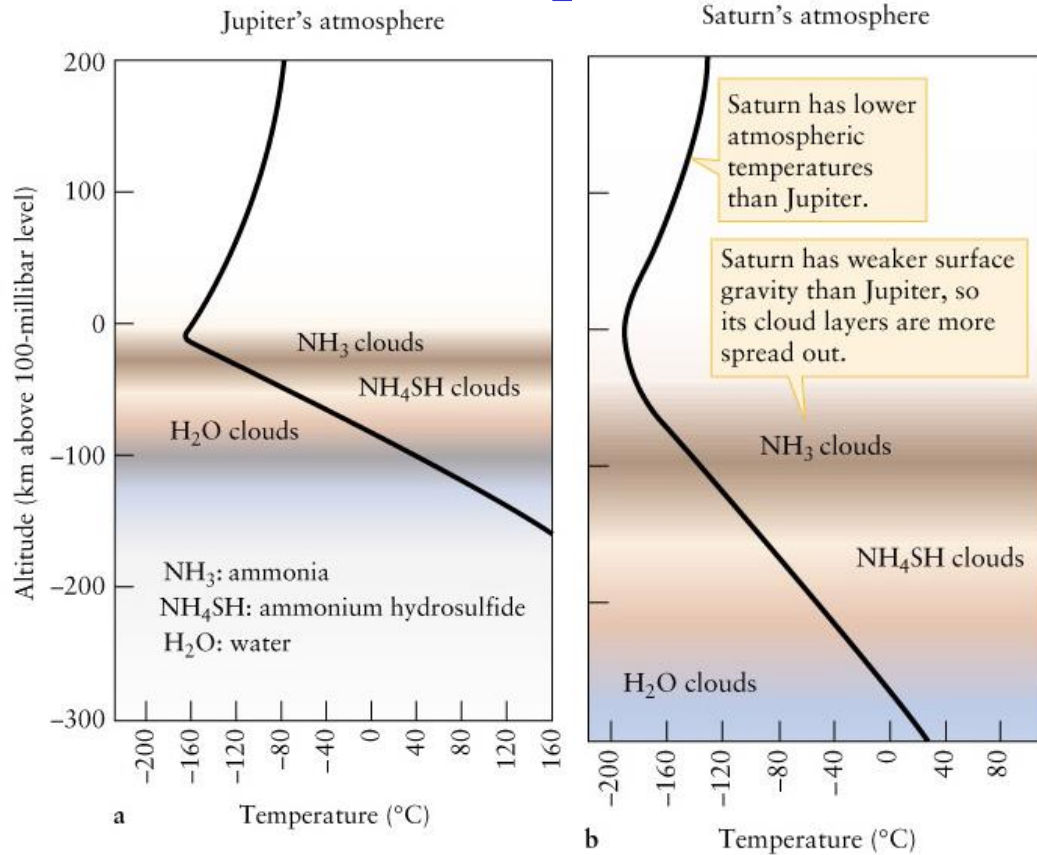 Jupiter's atmosphere
200
100
0
−100
−200
−300
Altitude (km above 100-millibar level)
NH₃ clouds
NH₄SH clouds
H₂O clouds
NH₃: ammonia
NH₄SH: ammonium hydrosulfide
H₂O: water
−200 −160 −120 −80 −40 0 40 80 120 160
a
Temperature (°C)
Saturn's atmosphere
Saturn has lower
atmospheric
temperatures
than Jupiter.
Saturn has weaker surface
gravity than Jupiter, so
its cloud layers are more
spread out.
NH₃ clouds
NH₄SH clouds
H₂O clouds
−200 −160 −120 −80 −40 0 40 80
b
Temperature (°C)